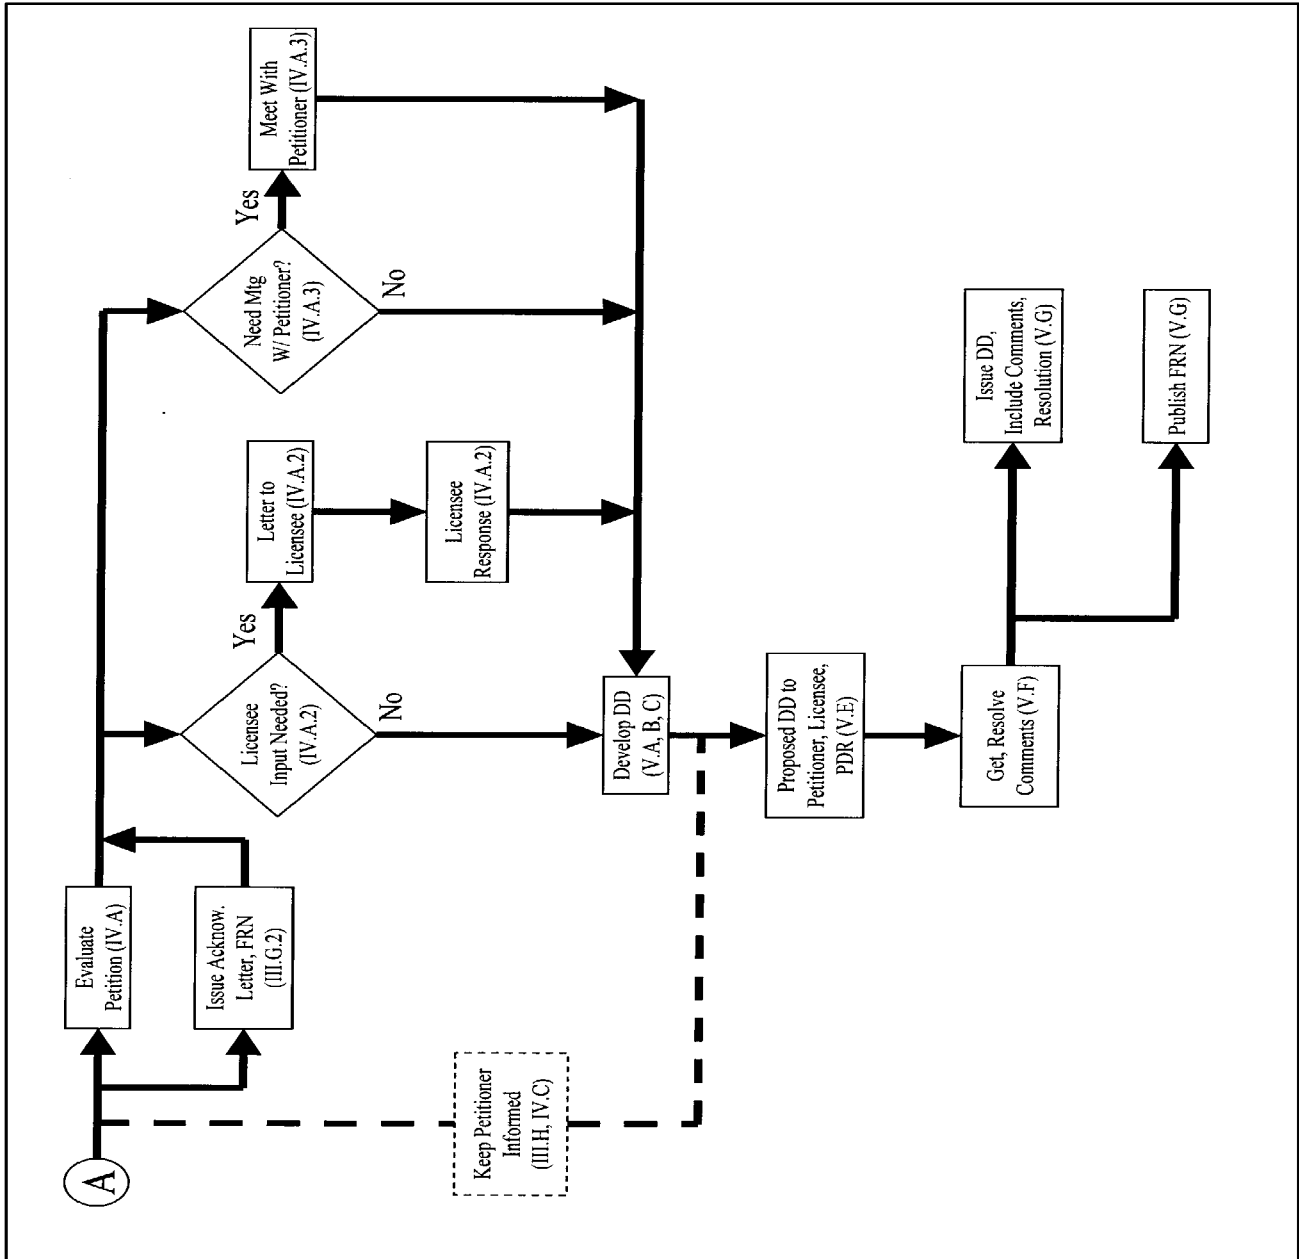 A
Evaluate
Petition (IV.A)
Issue Acknow.
Letter, FRN
(III.G.2)
Keep Petitioner
Informed
(III.H, IV.C)
Licensee
Input Needed?
(IV.A.2)
Yes
No
Letter to
Licensee (IV.A.2)
Licensee
Response (IV.A.2)
Need Mtg
W/ Petitioner?
(IV.A.3)
Yes
No
Meet With
Petitioner (IV.A.3)
Develop DD
(V.A, B, C)
Proposed DD to
Petitioner, Licensee,
PDR (V.E)
Get, Resolve
Comments (V.F)
Issue DD,
Include Comments,
Resolution (V.G)
Publish FRN (V.G)